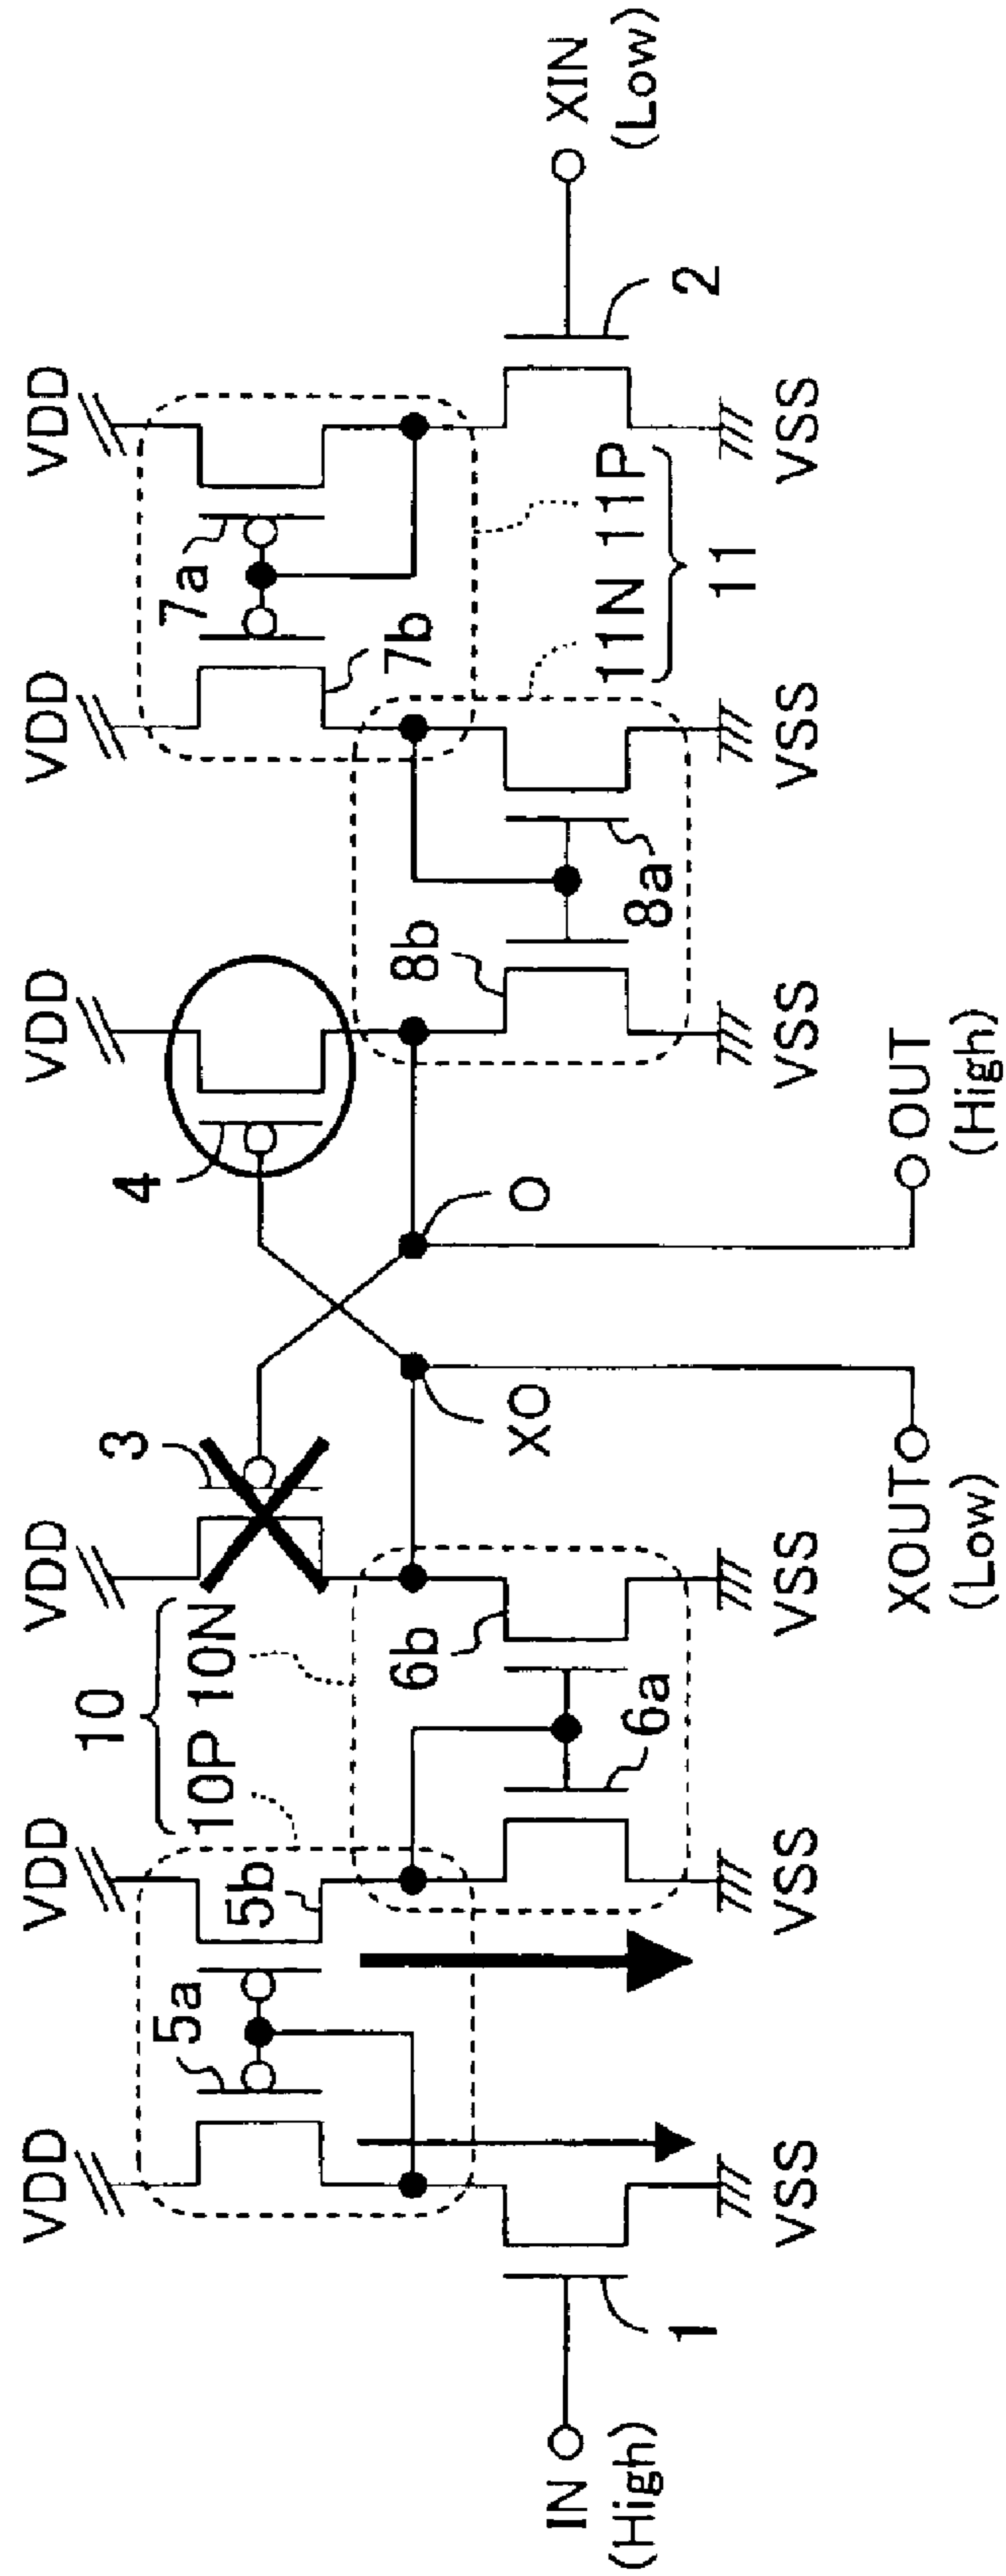 VDD
VDD
VDD
VDD
VDD
VDD
10
10P 10N
3
4
5a
5b
7a
7b
6b
6a
8b
8a
XO
O
11N 11P
11
1
2
IN
(High)
XIN
(Low)
VSS
VSS
VSS
VSS
VSS
VSS
XOUT
(Low)
OUT
(High)